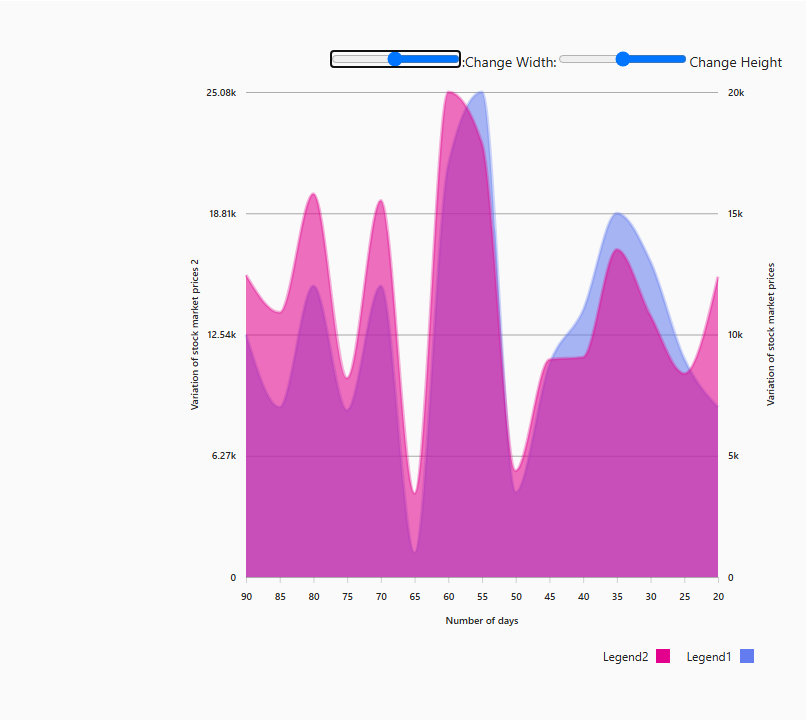 :Change Width: Change Height
25.08k 20k
18.81k 15k
12.54k 10k
6.27k 5k
0 0
Variation of stock market prices 2
Variation of stock market prices
90 85 80 75 70 65 60 55 50 45 40 35 30 25 20
Number of days
Legend2 Legend1